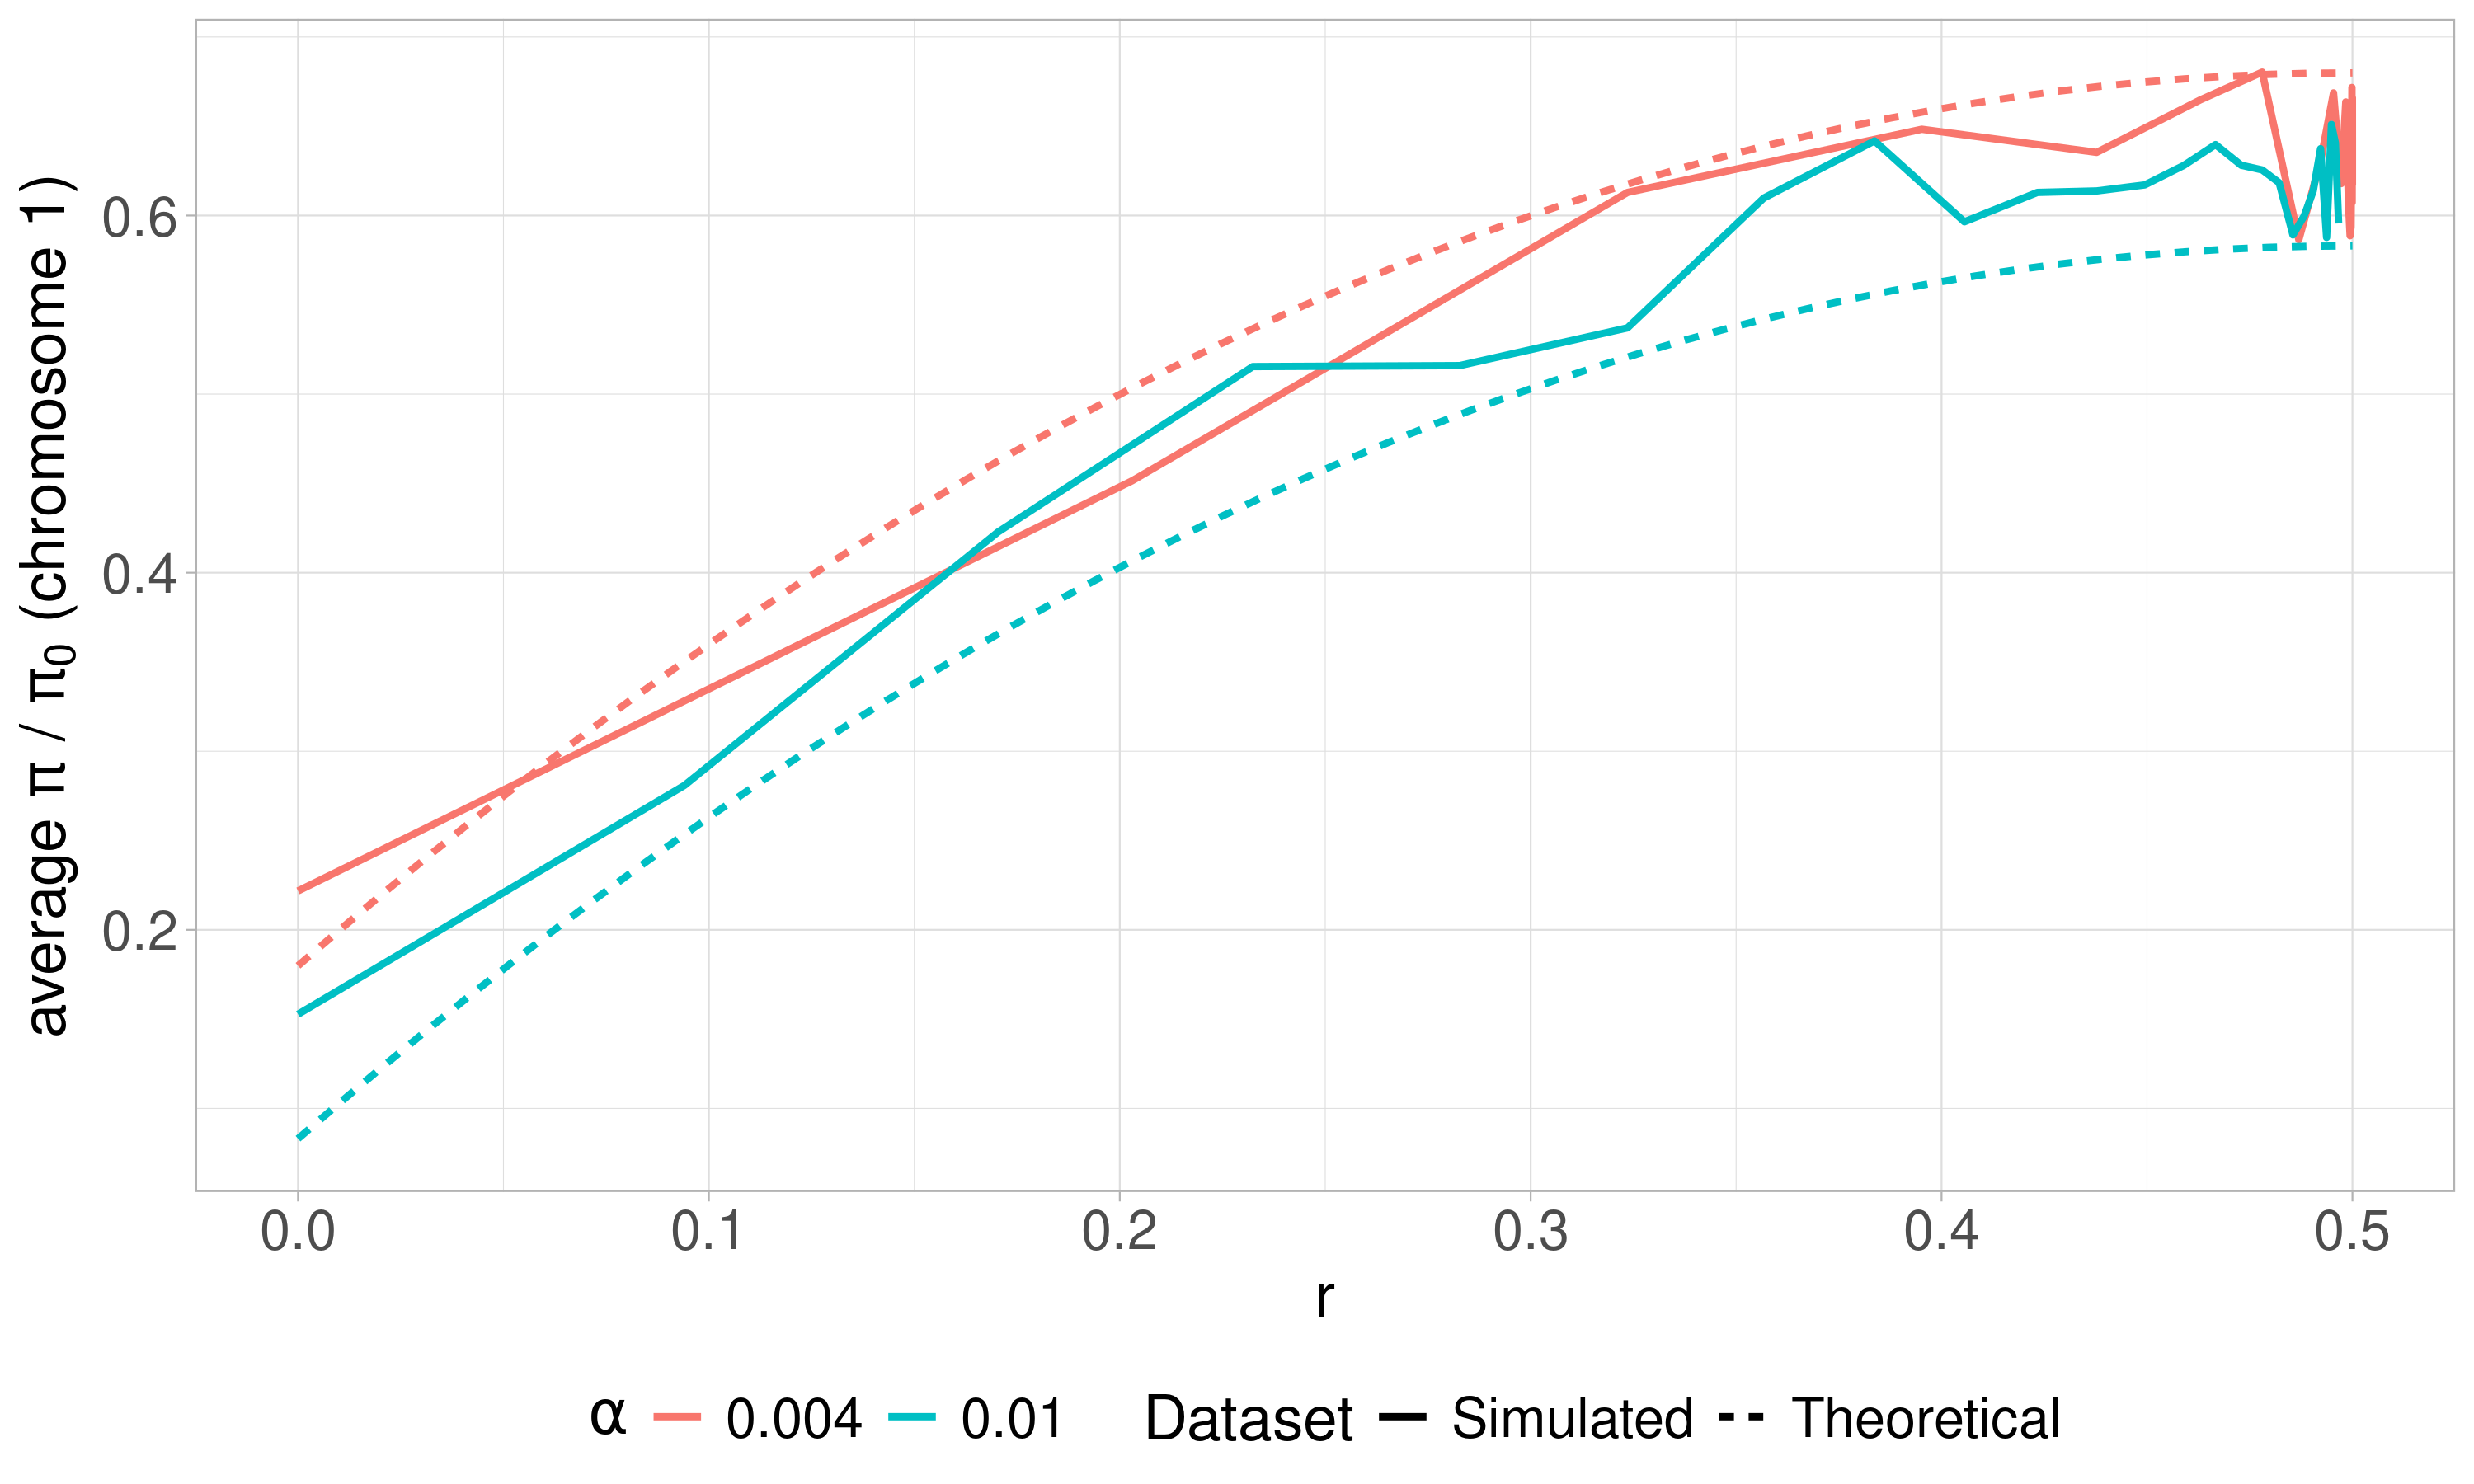 average π / π₀ (chromosome 1)
0.6
0.4
0.2
0.0 0.1 0.2 0.3 0.4 0.5
r
α 0.004 0.01 Dataset Simulated Theoretical